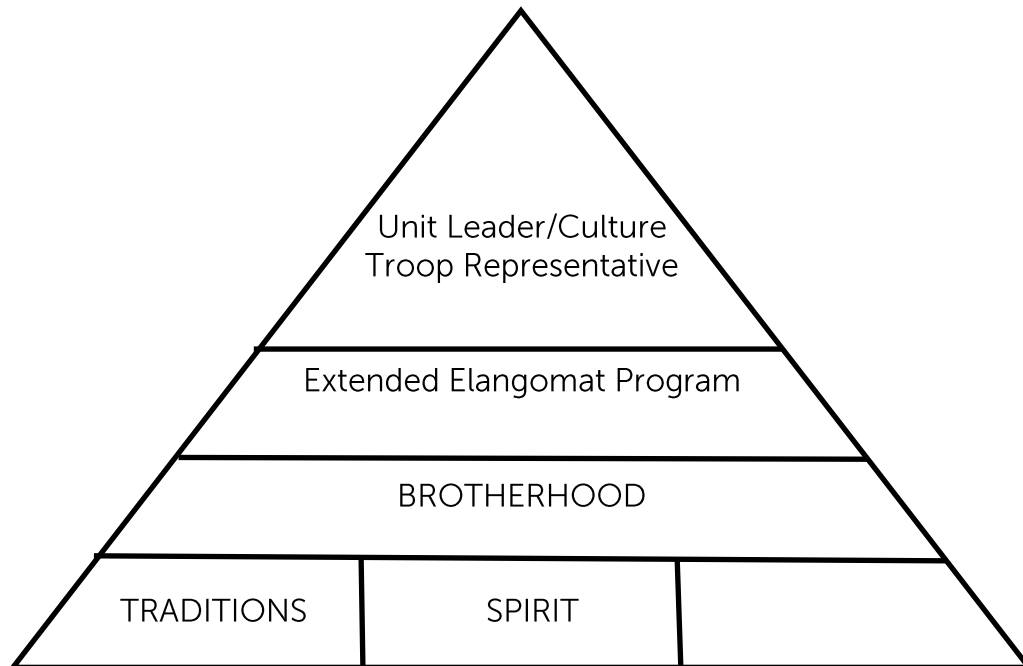 Unit Leader/Culture
Troop Representative
Extended Elangomat Program
BROTHERHOOD
TRADITIONS
SPIRIT